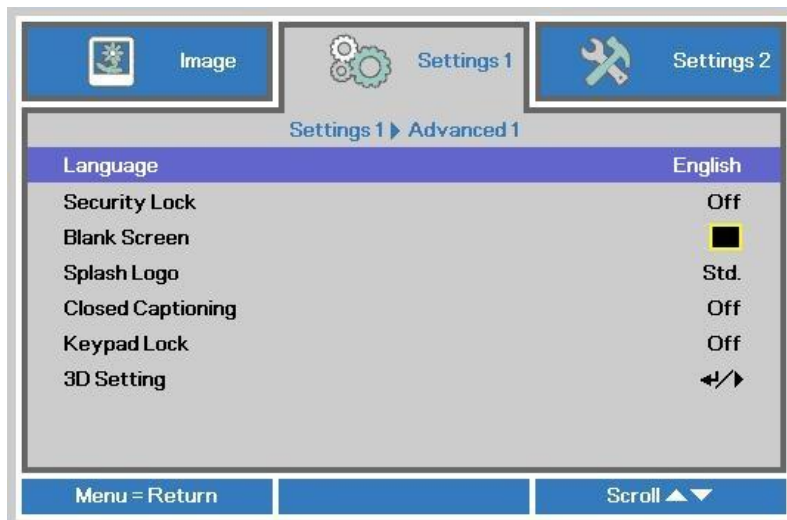 Image
Settings 1
Settings 2
Settings 1 ▶ Advanced 1
Language English
Security Lock Off
Blank Screen
Splash Logo Std.
Closed Captioning Off
Keypad Lock Off
3D Setting ↵/▶
Menu = Return
Scroll ▲▼